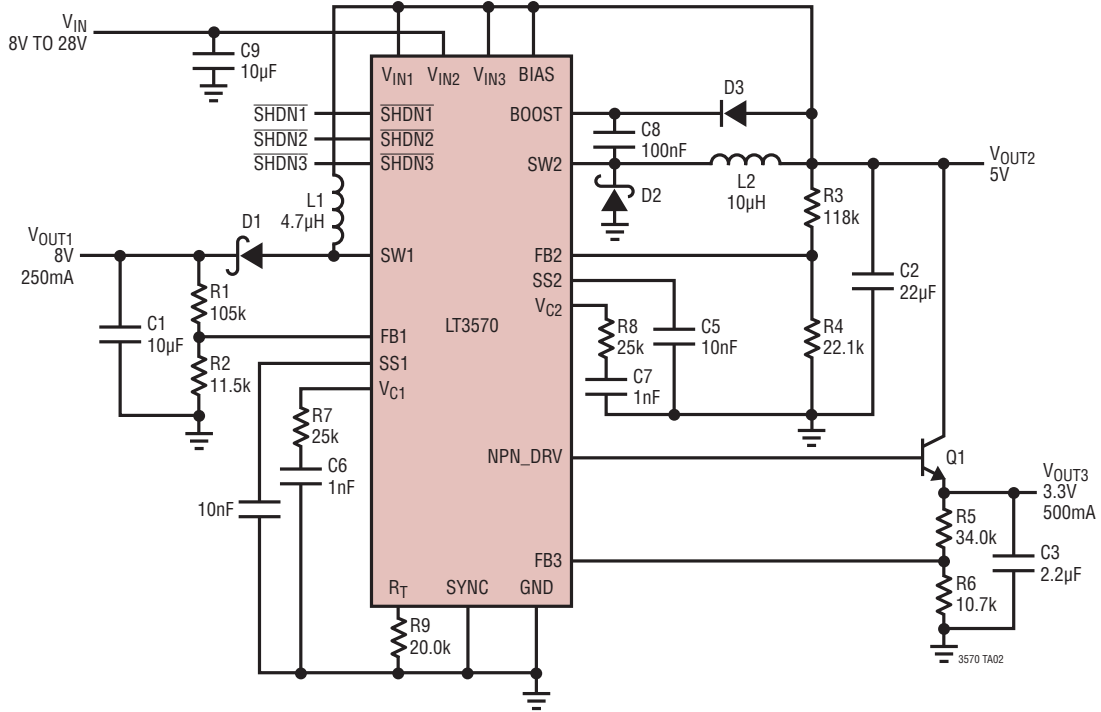 VIN
8V TO 28V
C9
10µF
VIN1 VIN2 VIN3 BIAS
SHDN1 SHDN1
SHDN2 SHDN2
SHDN3 SHDN3
BOOST
D3
C8
100nF
SW2
L2
10µH
D2
VOUT2
5V
R3
118k
L1
4.7µH
D1
VOUT1
8V
250mA
SW1
FB2
SS2
VC2
C2
22µF
R1
105k
C1
10µF
FB1
R2
11.5k
SS1
VC1
LT3570
R8
25k
C5
10nF
C7
1nF
R4
22.1k
R7
25k
C6
1nF
10nF
NPN_DRV
Q1
VOUT3
3.3V
500mA
R5
34.0k
C3
2.2µF
FB3
R6
10.7k
RT SYNC GND
R9
20.0k
3570 TA02